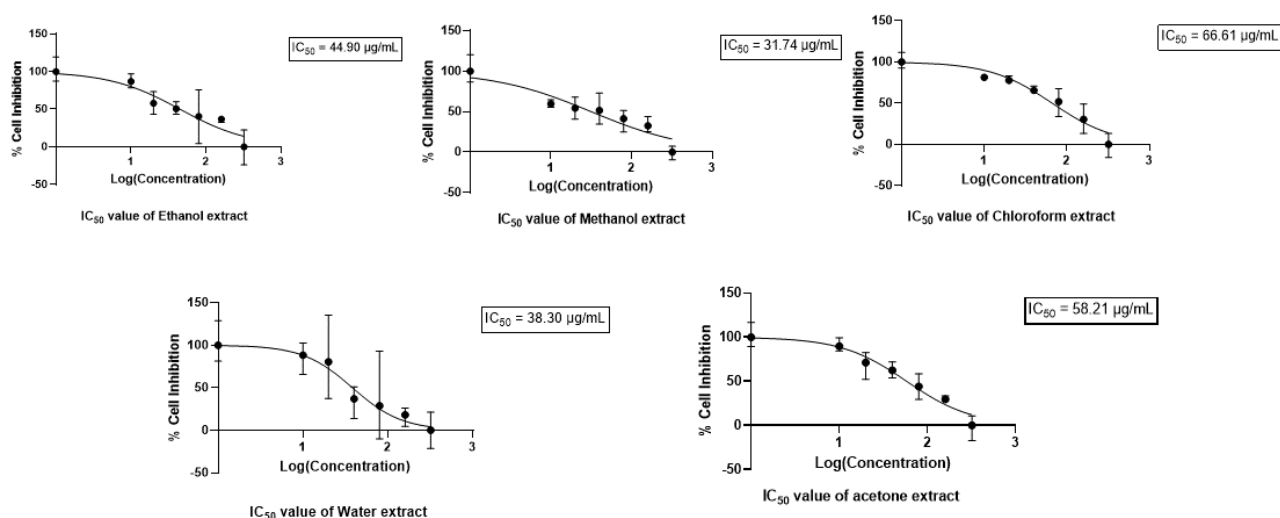 IC50 = 44.90 µg/mL
150
100
50
0
-50
% Cell Inhibition
1
2
3
Log(Concentration)
IC50 value of Ethanol extract
IC50 = 31.74 µg/mL
150
100
50
0
-50
% Cell Inhibition
1
2
3
Log(Concentration)
IC50 value of Methanol extract
IC50 = 66.61 µg/mL
150
100
50
0
-50
% Cell Inhibition
1
2
3
Log(Concentration)
IC50 value of Chloroform extract
IC50 = 38.30 µg/mL
150
100
50
0
-50
% Cell Inhibition
1
2
3
Log(Concentration)
IC50 value of Water extract
IC50 = 58.21 µg/mL
150
100
50
0
-50
% Cell Inhibition
1
2
3
Log(Concentration)
IC50 value of acetone extract